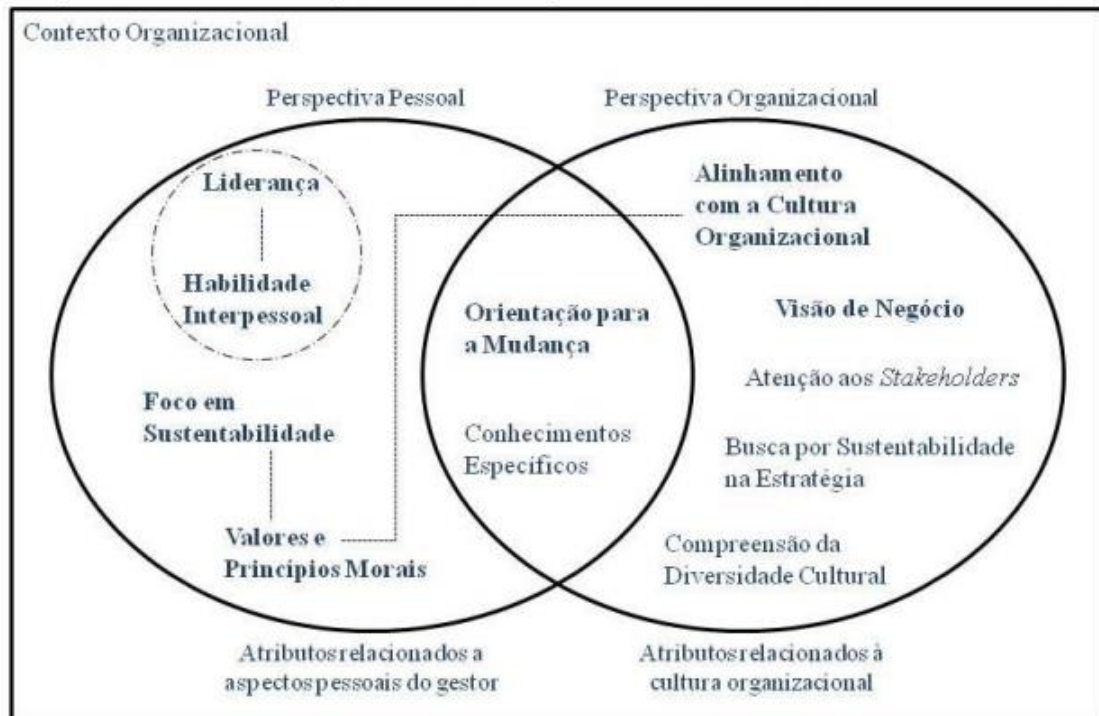 Contexto Organizacional
Perspectiva Pessoal
Perspectiva Organizacional
Liderança
Habilidade
Interpessoal
Foco em
Sustentabilidade
Valores e
Princípios Morais
Orientação para
a Mudança
Conhecimentos
Específicos
Alinhamento
com a Cultura
Organizacional
Visão de Negócio
Atenção aos Stakeholders
Busca por Sustentabilidade
na Estratégia
Compreensão da
Diversidade Cultural
Atributos relacionados a
aspectos pessoais do gestor
Atributos relacionados à
cultura organizacional